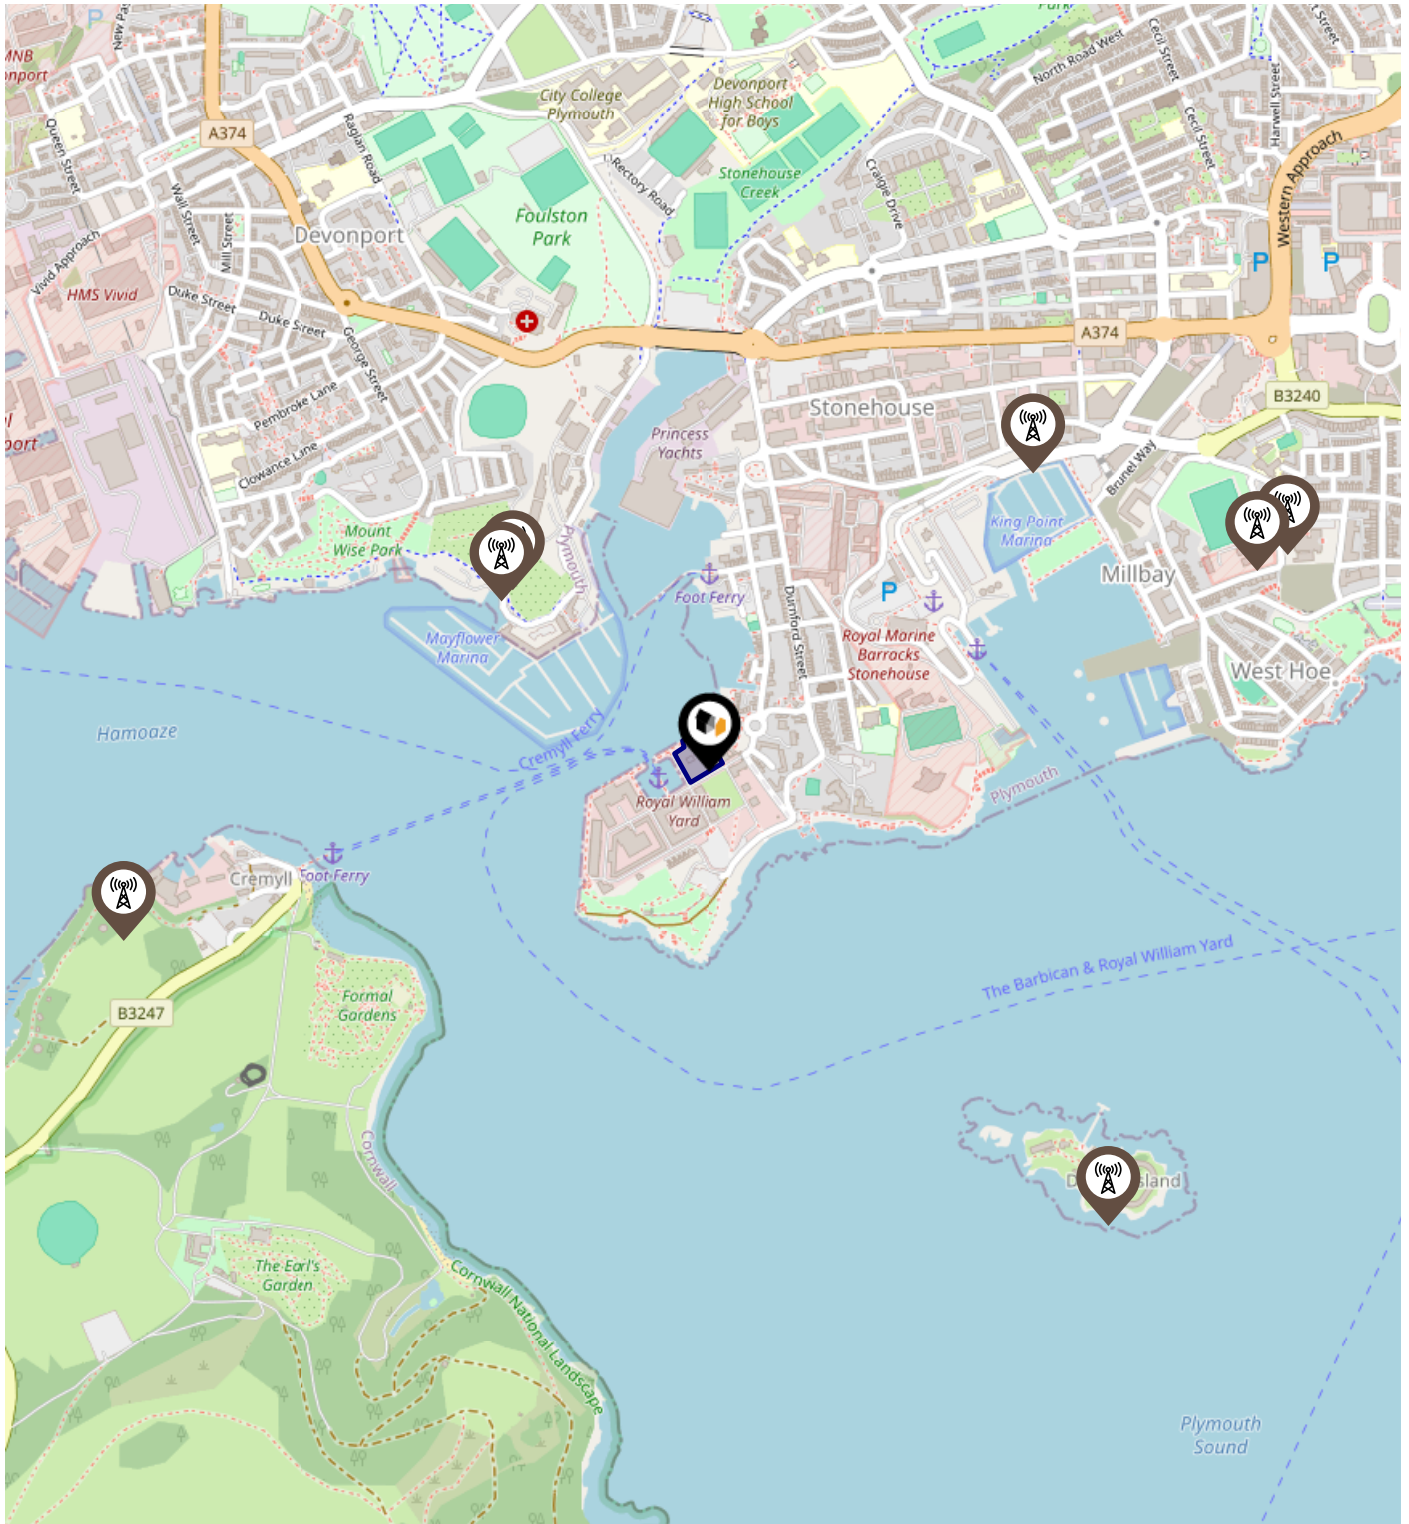 P
New Pa
MNB
onport
Park
Cecil Street
t Street
North Road West
City College
Plymouth
Devonport
High School
for Boys
A374
Queen Street
Raglan Road
Harwell Street
Cecil Street
Western Approach
Rectory Road
Stonehouse
Creek
Craigie Drive
Wall Street
Mill Street
Foulston
Park
Devonport
Vivid Approach
HMS Vivid
P
P
Duke Street
Duke Street
George Street
A374
Pembroke Lane
Clowance Lane
B3240
Stonehouse
Princess
Yachts
ort
Brunel Way
King Point
Marina
Mount
Wise Park
Plymouth
Millbay
Foot Ferry
P
Durnford Street
Mayflower
Marina
Royal Marine
Barracks
Stonehouse
West Hoe
Hamoaze
Cremyll Ferry
Plymouth
Royal William
Yard
Cremyll
Foot Ferry
The Barbican & Royal William Yard
B3247
Formal
Gardens
Cornwall
D
sland
The Earl's
Garden
Cornwall National Landscape
Plymouth
Sound